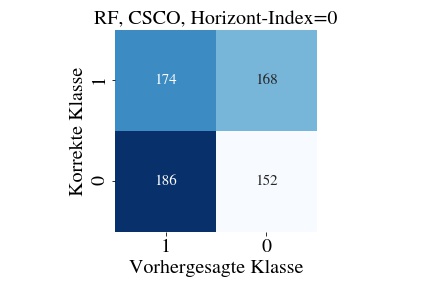 RF, CSCO, Horizont-Index=0
Korrekte Klasse
1
174
168
0
186
152
1
0
Vorhergesagte Klasse